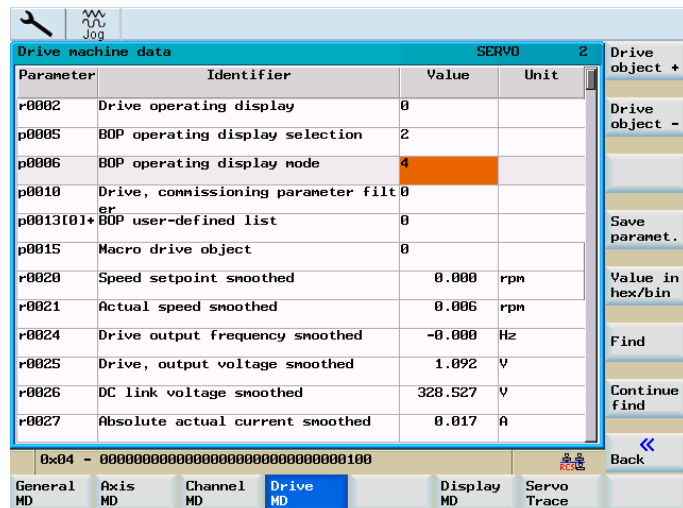 Jog
Drive machine data SERVO 2
Parameter Identifier Value Unit
r0002 Drive operating display 0
p0005 BOP operating display selection 2
p0006 BOP operating display mode 4
p0010 Drive, commissioning parameter filt 0
er
p0013[0]+ BOP user-defined list 0
p0015 Macro drive object 0
r0020 Speed setpoint smoothed 0.000 rpm
r0021 Actual speed smoothed 0.006 rpm
r0024 Drive output frequency smoothed -0.000 Hz
r0025 Drive, output voltage smoothed 1.092 V
r0026 DC link voltage smoothed 328.527 V
r0027 Absolute actual current smoothed 0.017 A
0x04 - 00000000000000000000000000000100
RCS
Drive
object +
Drive
object -
Save
paramet.
Value in
hex/bin
Find
Continue
find
Back
General
MD
Axis
MD
Channel
MD
Drive
MD
Display
MD
Servo
Trace